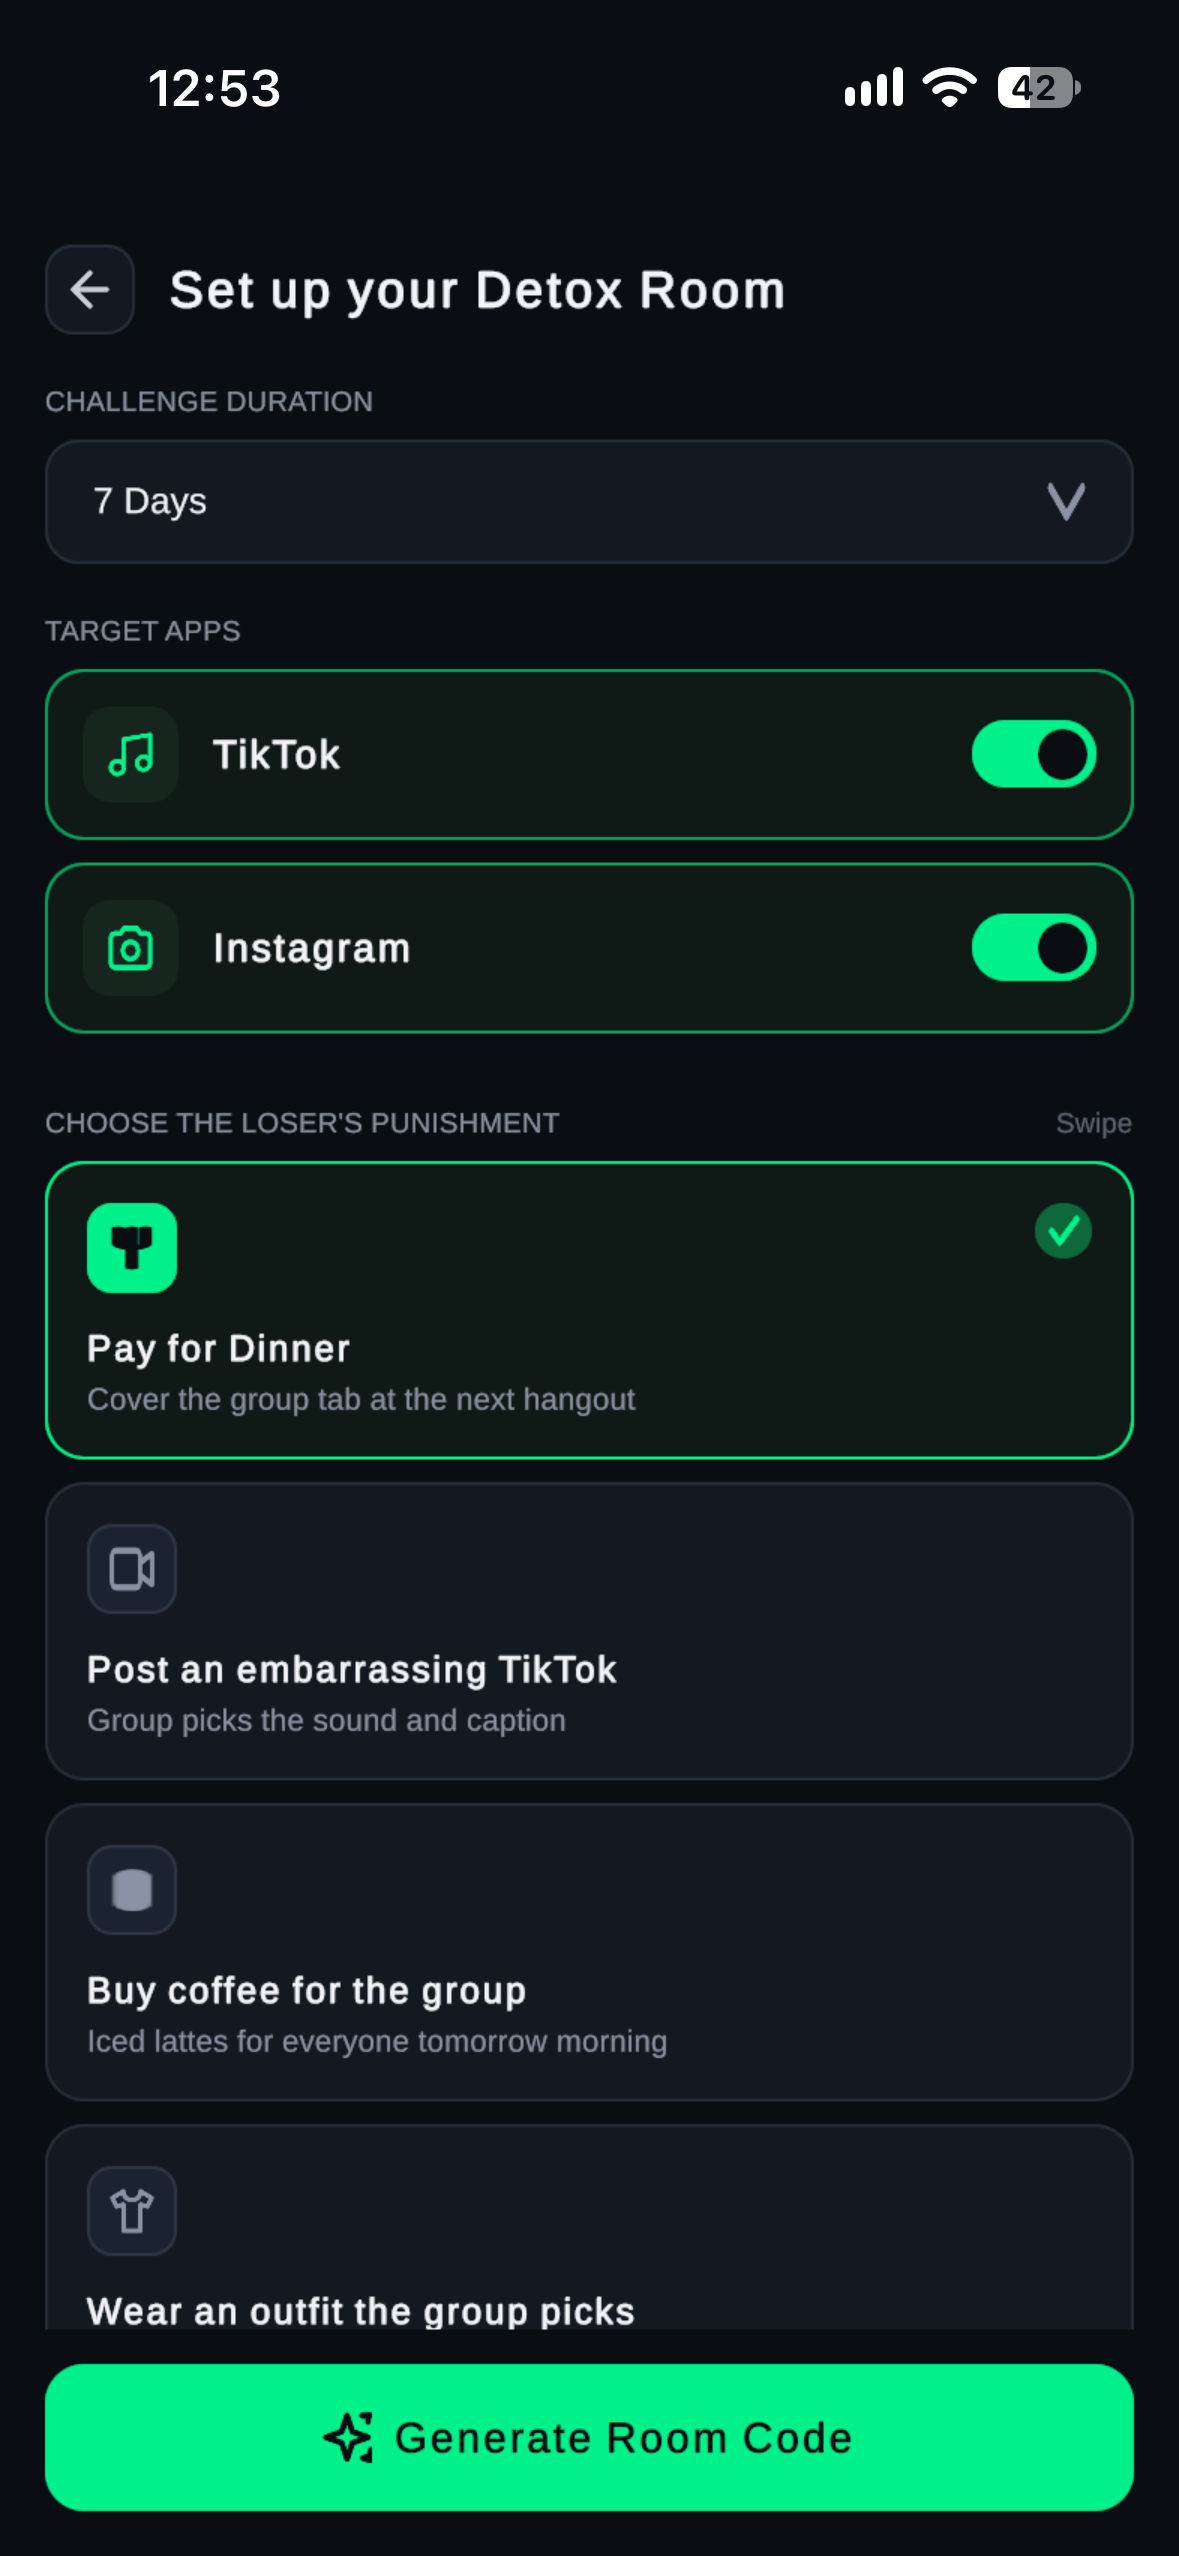 12:53
42
Set up your Detox Room
CHALLENGE DURATION
7 Days
TARGET APPS
TikTok
Instagram
CHOOSE THE LOSER'S PUNISHMENT
Swipe
Pay for Dinner
Cover the group tab at the next hangout
Post an embarrassing TikTok
Group picks the sound and caption
Buy coffee for the group
Iced lattes for everyone tomorrow morning
Wear an outfit the group picks
Generate Room Code